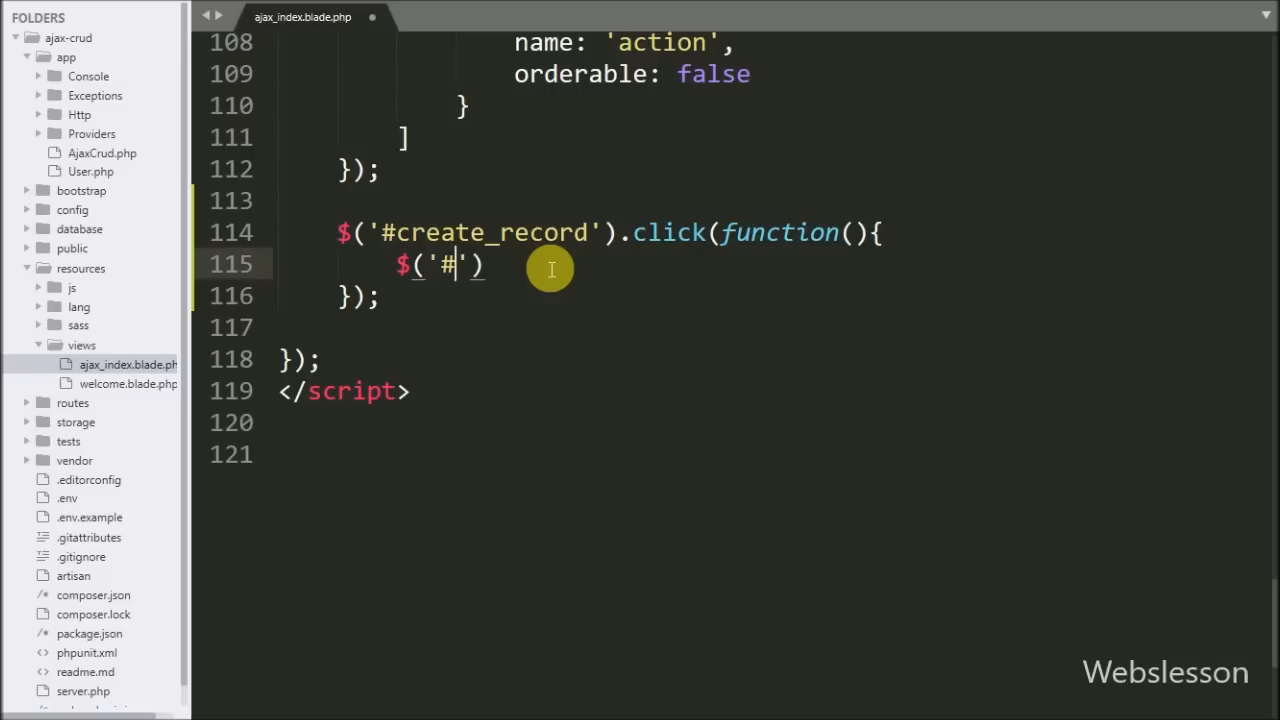 FOLDERS
ajax-crud
app
Console
Exceptions
Http
Providers
AjaxCrud.php
User.php
bootstrap
config
database
public
resources
js
lang
sass
views
ajax_index.blade.ph
welcome.blade.php
routes
storage
tests
vendor
.editorconfig
.env
.env.example
.gitattributes
.gitignore
artisan
composer.json
composer.lock
package.json
phpunit.xml
readme.md
server.php
ajax_index.blade.php
108 name: 'action',
109 orderable: false
110 }
111 ]
112 });
113
114 $('#create_record').click(function(){
115 $('#')
116 });
117
118 });
119 </script>
120
121
Webslesson